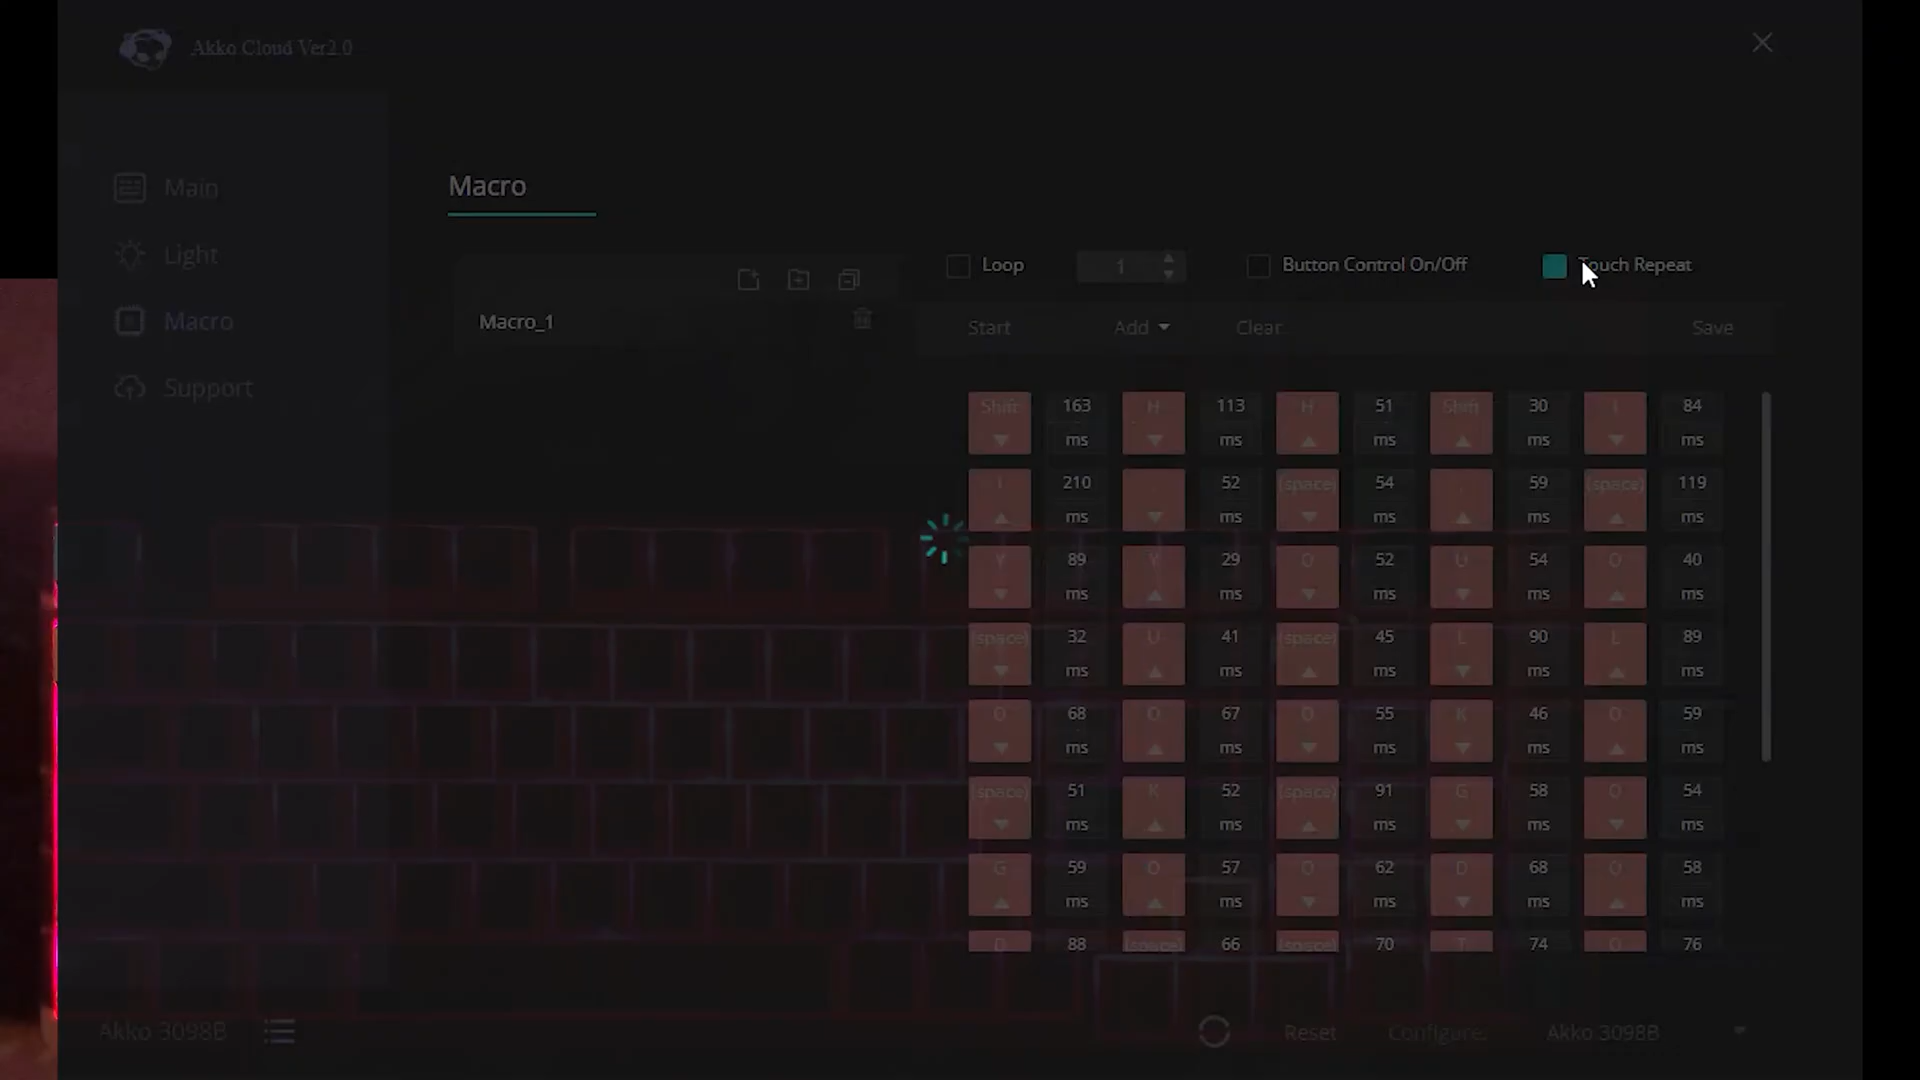 Akko Cloud Ver2.0
Main
Light
Macro
Support
Macro
Macro_1
Loop
1
Button Control On/Off
Touch Repeat
Start
Add
Clear
Save
Shift 163 ms H 113 ms H 51 ms Shift 30 ms I 84 ms
I 210 ms , 52 ms (space) 54 ms , 59 ms (space) 119 ms
Y 89 ms Y 29 ms O 52 ms U 54 ms O 40 ms
(space) 32 ms U 41 ms (space) 45 ms L 90 ms L 89 ms
O 68 ms O 67 ms O 55 ms K 46 ms O 59 ms
(space) 51 ms K 52 ms (space) 91 ms G 58 ms O 54 ms
G 59 ms O 57 ms O 62 ms D 68 ms O 58 ms
D 88 (space) 66 (space) 70 T 74 O 76
Akko 3098B
Reset
Configure.
Akko 3098B